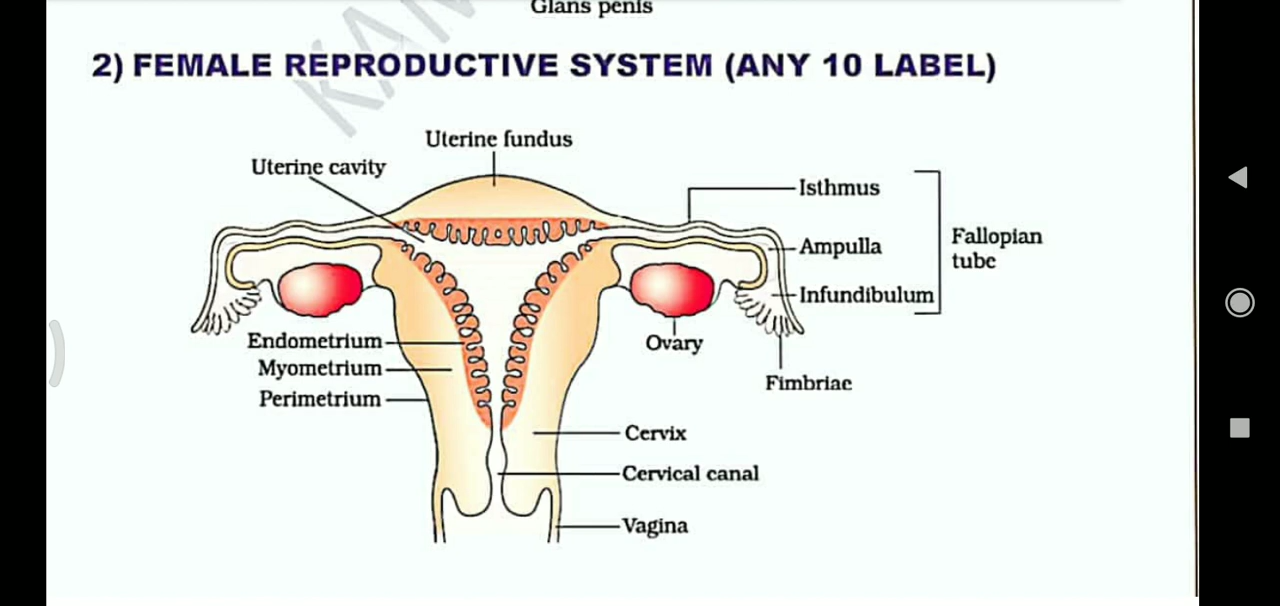 Glans penis
2) FEMALE REPRODUCTIVE SYSTEM (ANY 10 LABEL)
Uterine fundus
Uterine cavity
Isthmus
Ampulla
Fallopian
tube
Infundibulum
Endometrium
Ovary
Myometrium
Fimbriae
Perimetrium
Cervix
Cervical canal
Vagina